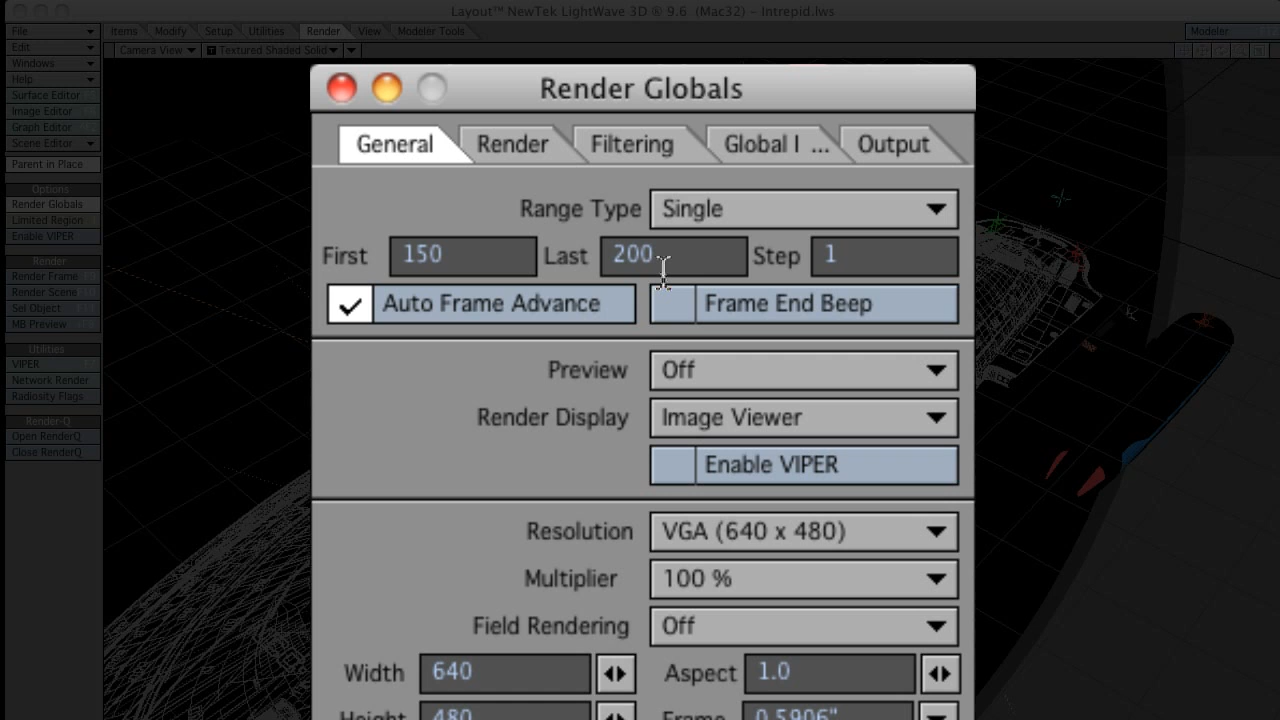 Layout™ NewTek LightWave 3D ® 9.6 (Mac32) - Intrepid.lws
File
Items Modify Setup Utilities Render View Modeler Tools
Modeler
Edit
Camera View Textured Shaded Solid
Windows
Help
Surface Editor
Image Editor
Graph Editor
Scene Editor
Parent in Place
Options
Render Globals
Limited Region
Enable VIPER
Render
Render Frame
Render Scene
Sel Object
MB Preview
Utilities
VIPER
Network Render
Radiosity Flags
Render-Q
Open RenderQ
Close RenderQ
Render Globals
General Render Filtering Global I ... Output
Range Type Single
First 150 Last 200 Step 1
Auto Frame Advance Frame End Beep
Preview Off
Render Display Image Viewer
Enable VIPER
Resolution VGA (640 x 480)
Multiplier 100 %
Field Rendering Off
Width 640 Aspect 1.0
Height 480 Frame 0.5906"